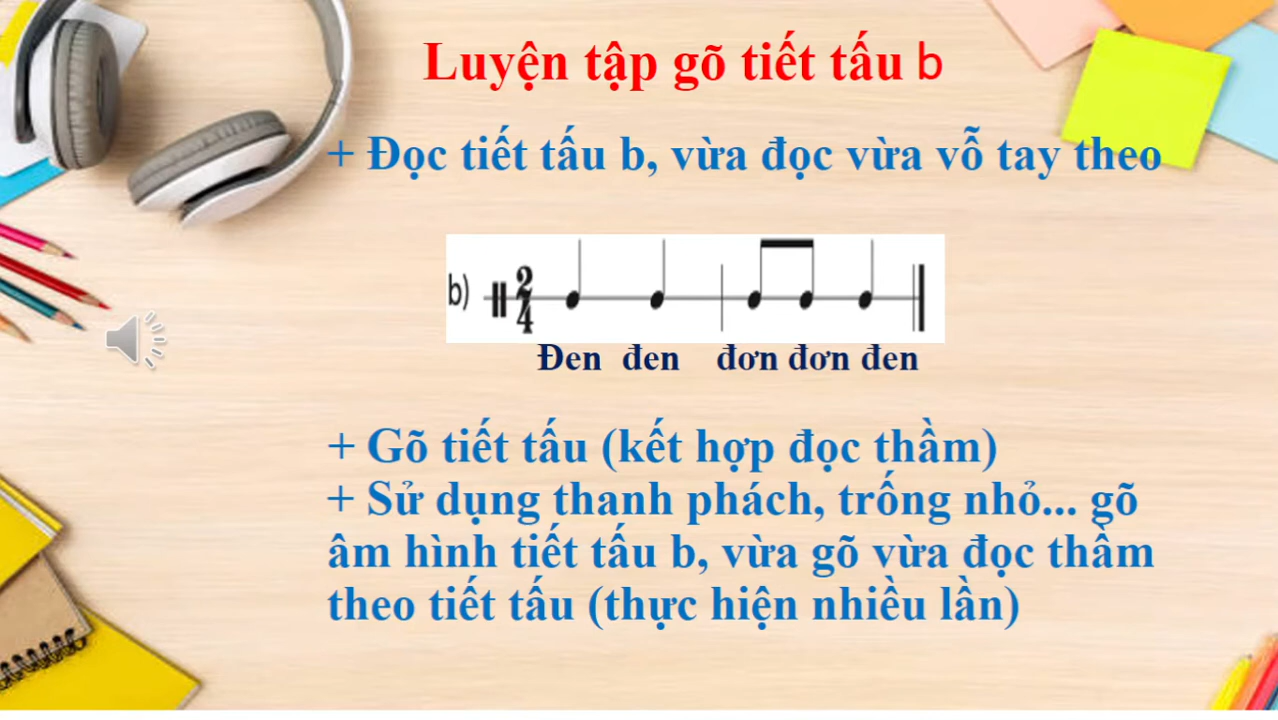 Luyện tập gõ tiết tấu b
+ Đọc tiết tấu b, vừa đọc vừa vỗ tay theo
b) 2 4
Đen đen đơn đơn đen
+ Gõ tiết tấu (kết hợp đọc thầm)
+ Sử dụng thanh phách, trống nhỏ... gõ
âm hình tiết tấu b, vừa gõ vừa đọc thầm
theo tiết tấu (thực hiện nhiều lần)